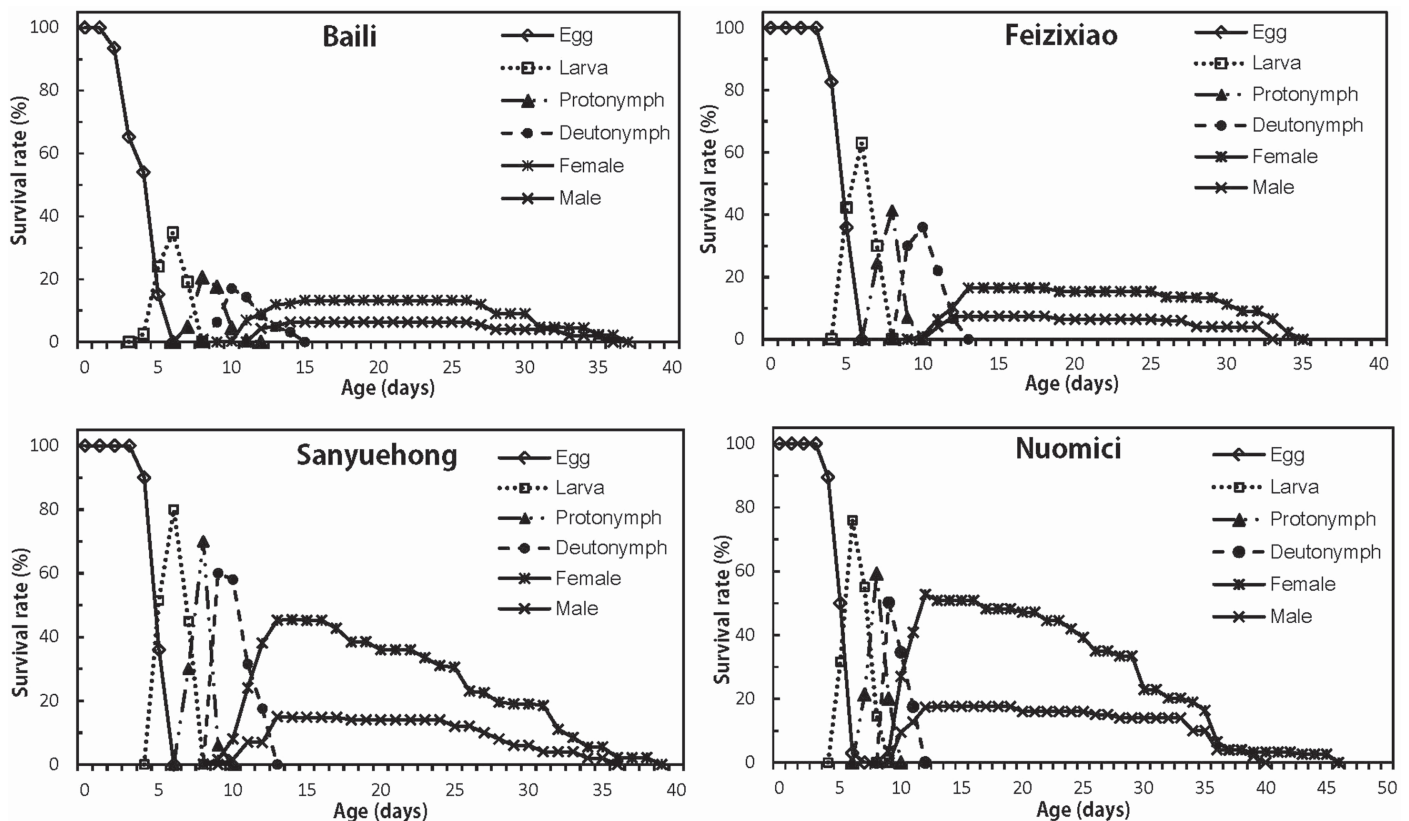 Baili
Survival rate (%)
100
80
60
40
20
0
Egg
Larva
Protonymph
Deutonymph
Female
Male
0 5 10 15 20 25 30 35 40
Age (days)
Feizixiao
Survival rate (%)
100
80
60
40
20
0
Egg
Larva
Protonymph
Deutonymph
Female
Male
0 5 10 15 20 25 30 35 40
Age (days)
Sanyuehong
Survival rate (%)
100
80
60
40
20
0
Egg
Larva
Protonymph
Deutonymph
Female
Male
0 5 10 15 20 25 30 35 40
Age (days)
Nuomici
Survival rate (%)
100
80
60
40
20
0
Egg
Larva
Protonymph
Deutonymph
Female
Male
0 5 10 15 20 25 30 35 40 45 50
Age (days)